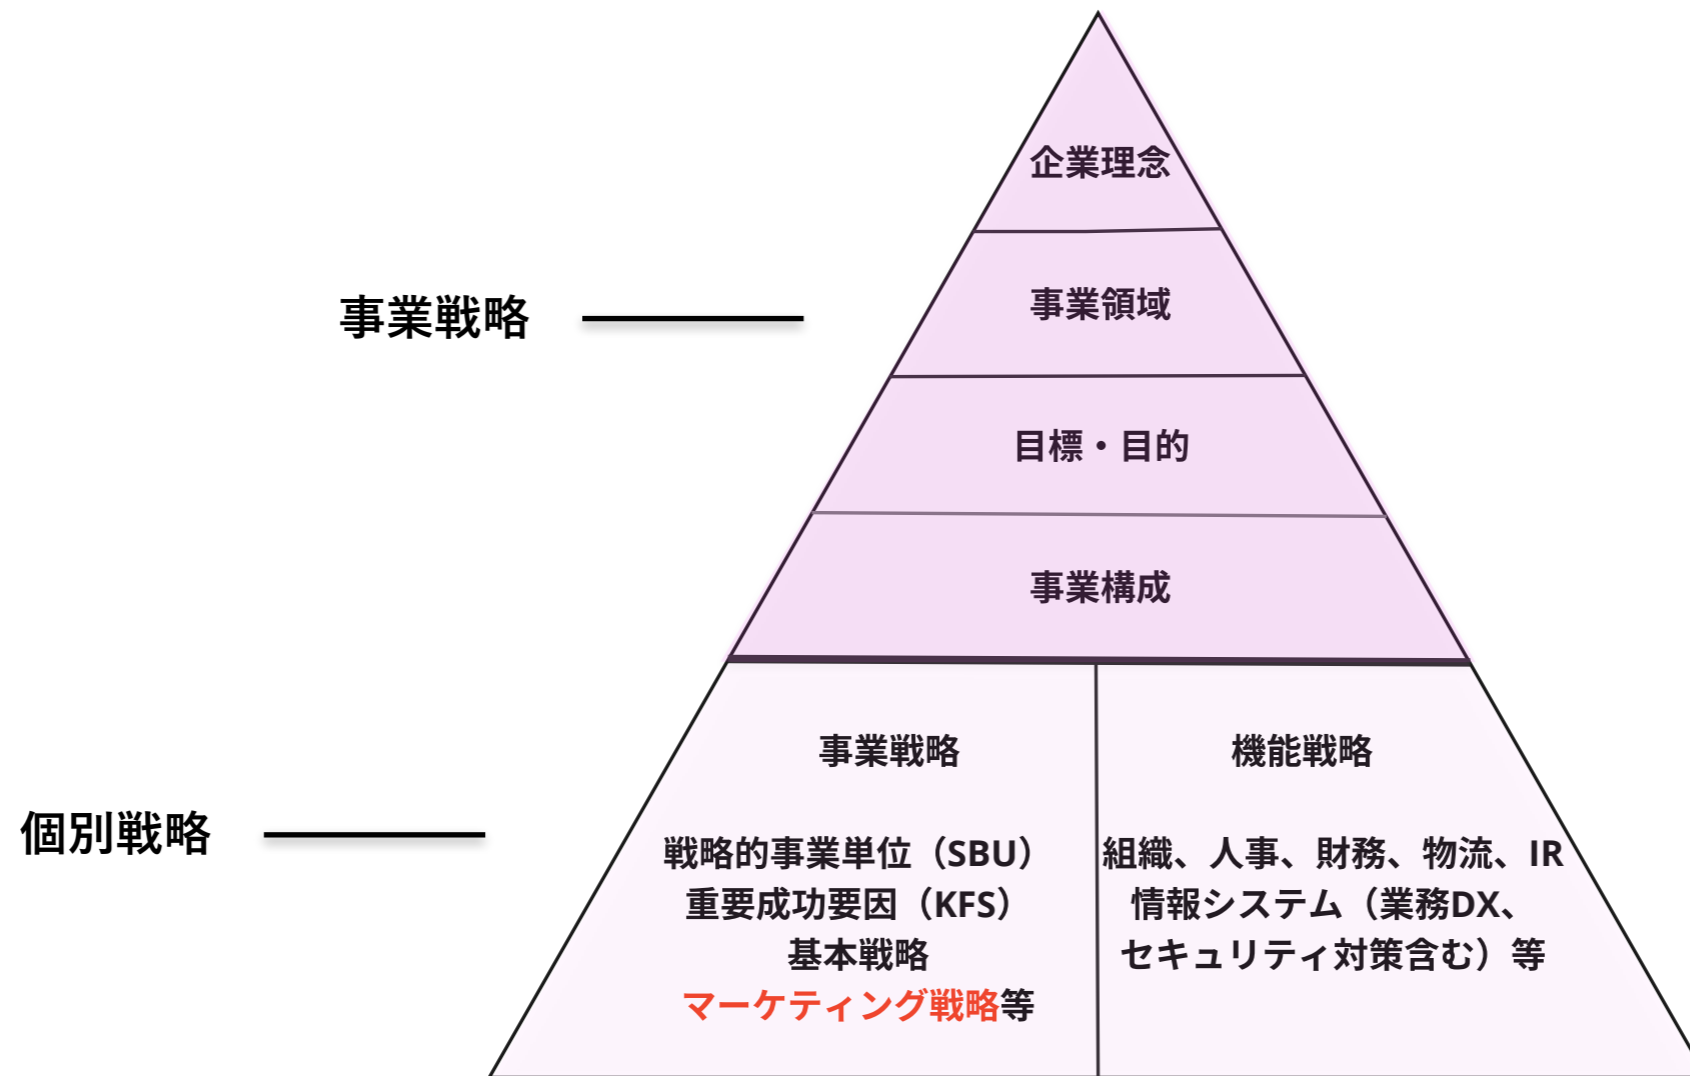 企業理念
事業戦略
事業領域
目標・目的
事業構成
個別戦略
事業戦略
戦略的事業単位（SBU）
重要成功要因（KFS）
基本戦略
マーケティング戦略等
機能戦略
組織、人事、財務、物流、IR
情報システム（業務DX、
セキュリティ対策含む）等